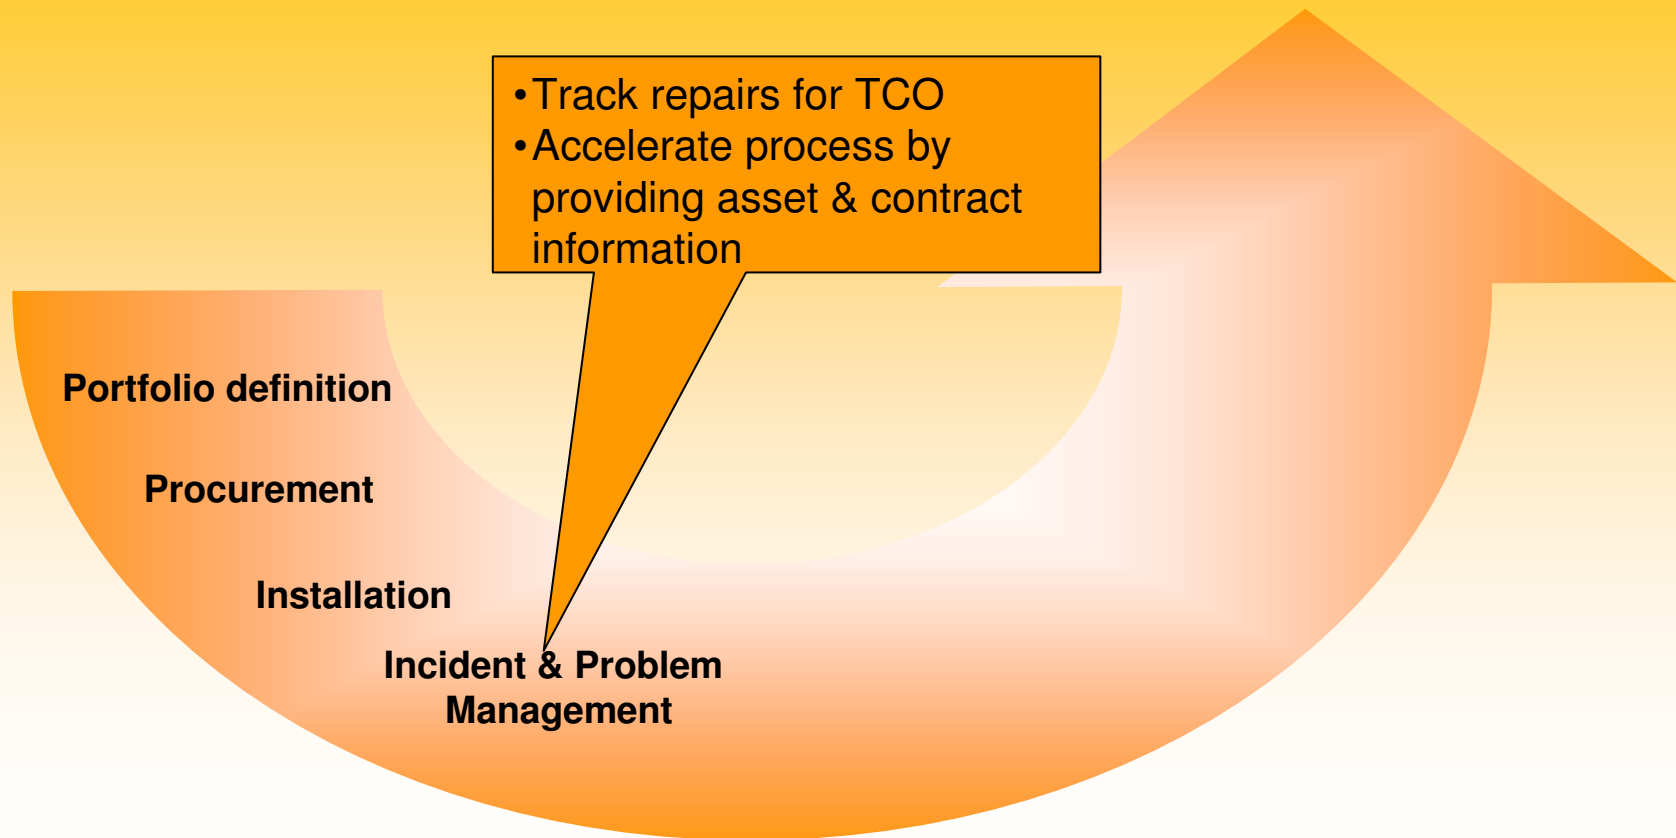 •Track repairs for TCO
•Accelerate process by
providing asset & contract
information
Portfolio definition
Procurement
Installation
Incident & Problem
Management